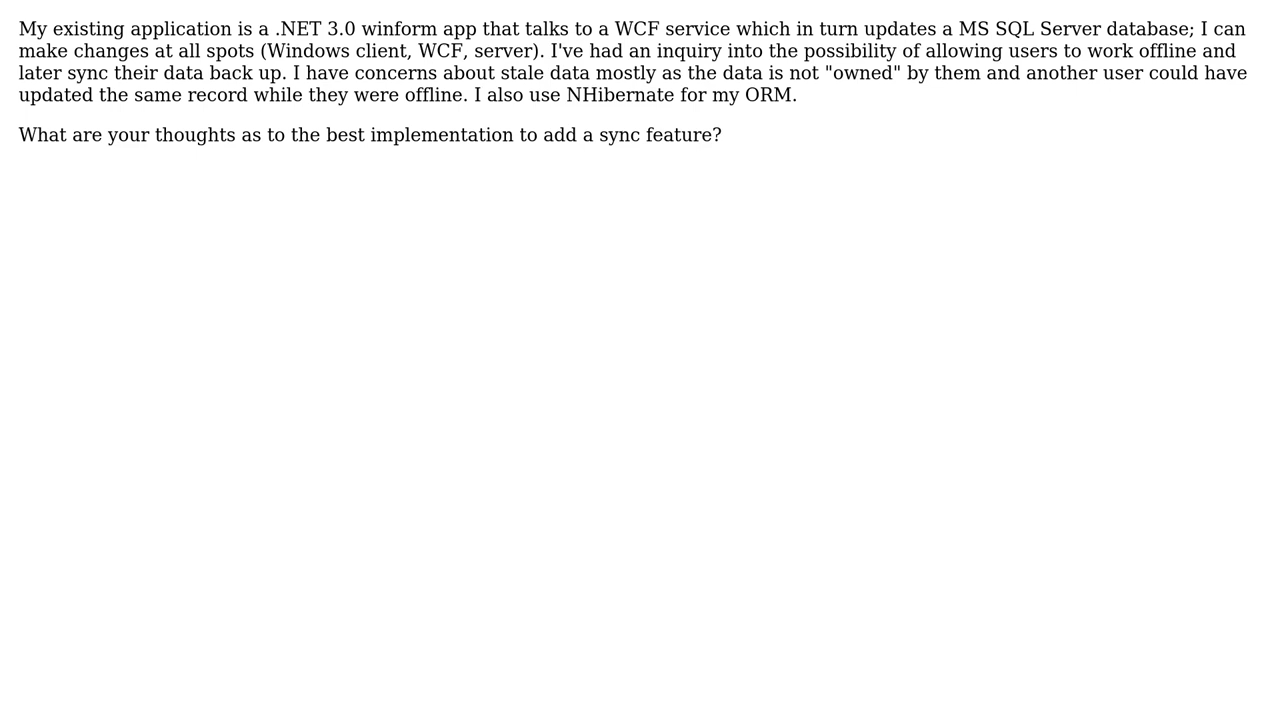 My existing application is a .NET 3.0 winform app that talks to a WCF service which in turn updates a MS SQL Server database; I can
make changes at all spots (Windows client, WCF, server). I've had an inquiry into the possibility of allowing users to work offline and
later sync their data back up. I have concerns about stale data mostly as the data is not "owned" by them and another user could have
updated the same record while they were offline. I also use NHibernate for my ORM.
What are your thoughts as to the best implementation to add a sync feature?